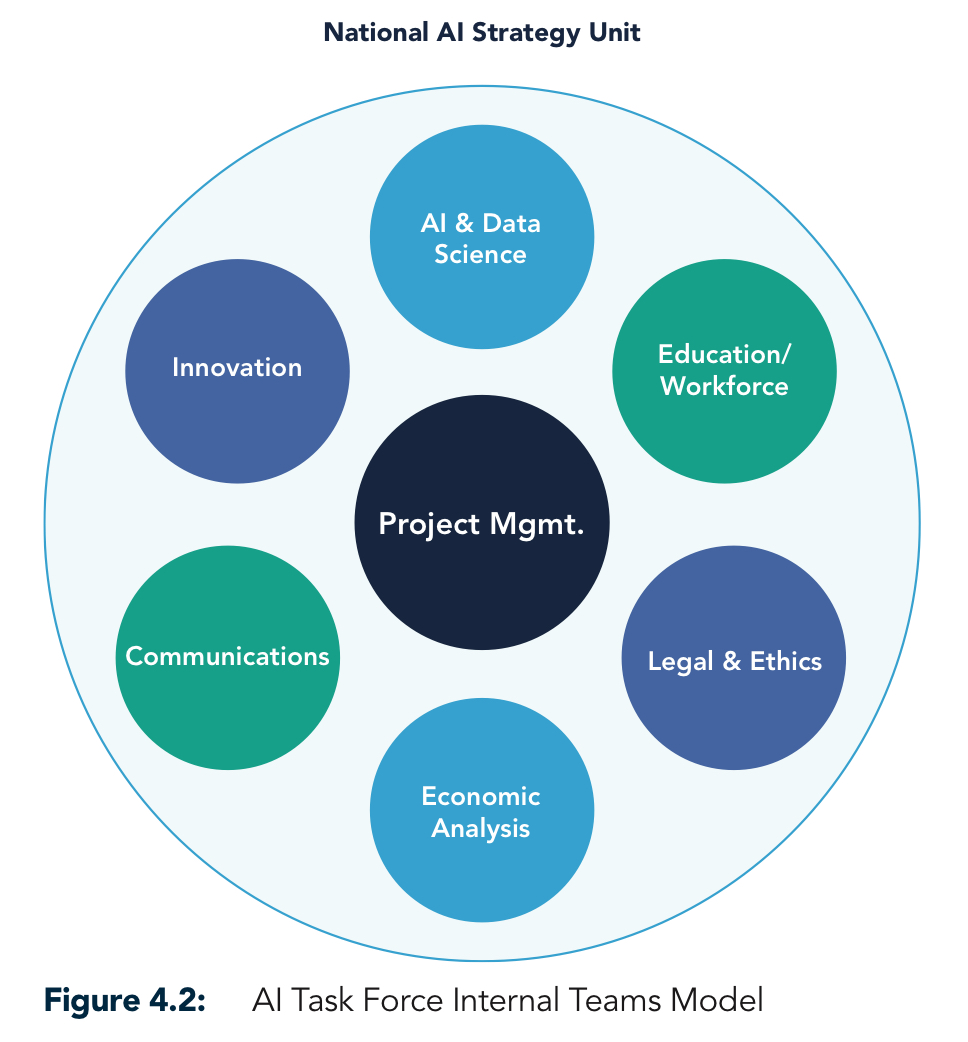 National AI Strategy Unit
AI & Data
Science
Innovation
Education/
Workforce
Project Mgmt.
Communications
Legal & Ethics
Economic
Analysis
Figure 4.2: AI Task Force Internal Teams Model